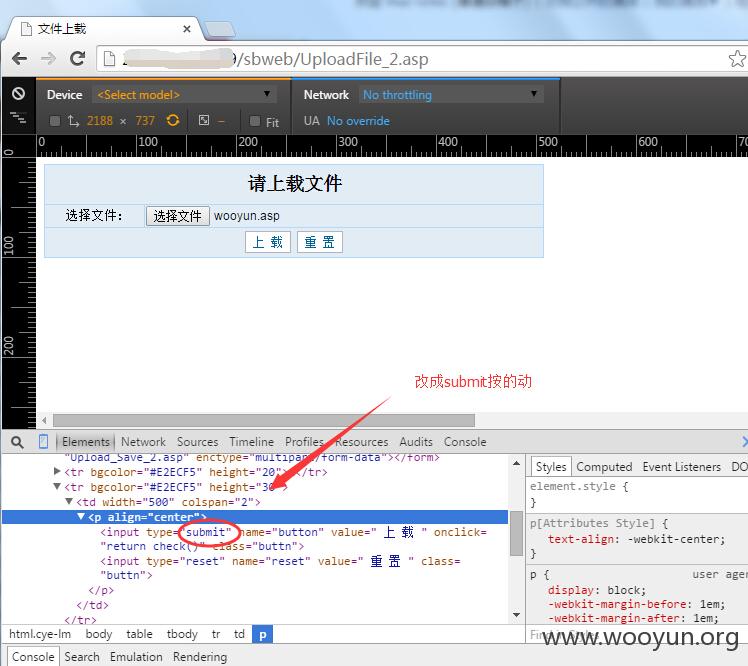 文件上载
9/sbweb/UploadFile_2.asp
Device <Select model> Network No throttling
2188 × 737 Fit UA No override
0 100 200 300 400 500 600 70
0
100
200
请上载文件
选择文件： 选择文件 wooyun.asp
上 载 重 置
改成submit按的动
Elements Network Sources Timeline Profiles Resources Audits Console
"Upload_Save_2.asp" enctype="multipart/form-data"></form>
<tr bgcolor="#E2ECF5" height="20"></tr>
<tr bgcolor="#E2ECF5" height="30">
<td width="500" colspan="2">
<p align="center">
<input type="submit" name="button" value=" 上 载 " onclick=
"return check()" class="buttn">
<input type="reset" name="reset" value=" 重 置 " class=
"buttn">
</p>
</td>
</tr>
html.cye-lm body table tbody tr td p
Styles Computed Event Listeners DO
element.style {
}
p[Attributes Style] {
text-align: -webkit-center;
}
p { user agen
display: block;
-webkit-margin-before: 1em;
-webkit-margin-after: 1em;
Find in Styles
www.wooyun.org
Console Search Emulation Rendering